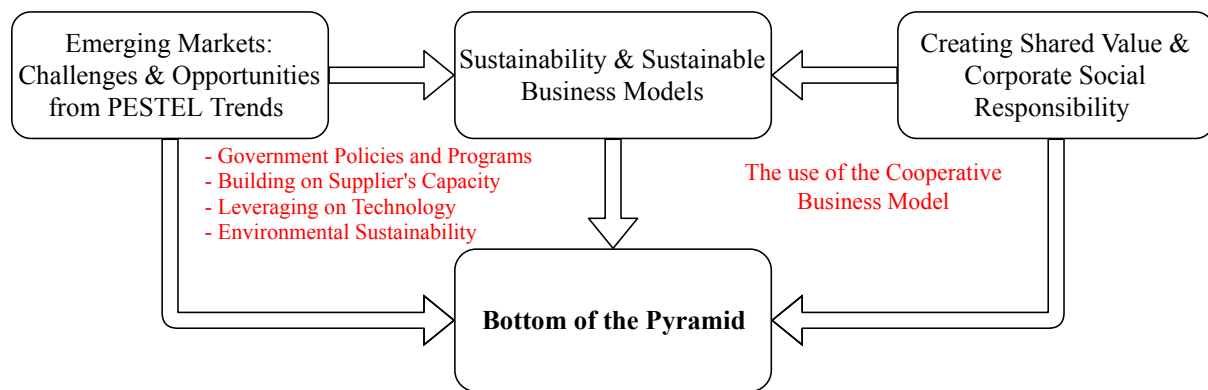 Emerging Markets:
Challenges & Opportunities
from PESTEL Trends
Sustainability & Sustainable
Business Models
Creating Shared Value &
Corporate Social
Responsibility
- Government Policies and Programs
- Building on Supplier's Capacity
- Leveraging on Technology
- Environmental Sustainability
The use of the Cooperative
Business Model
Bottom of the Pyramid